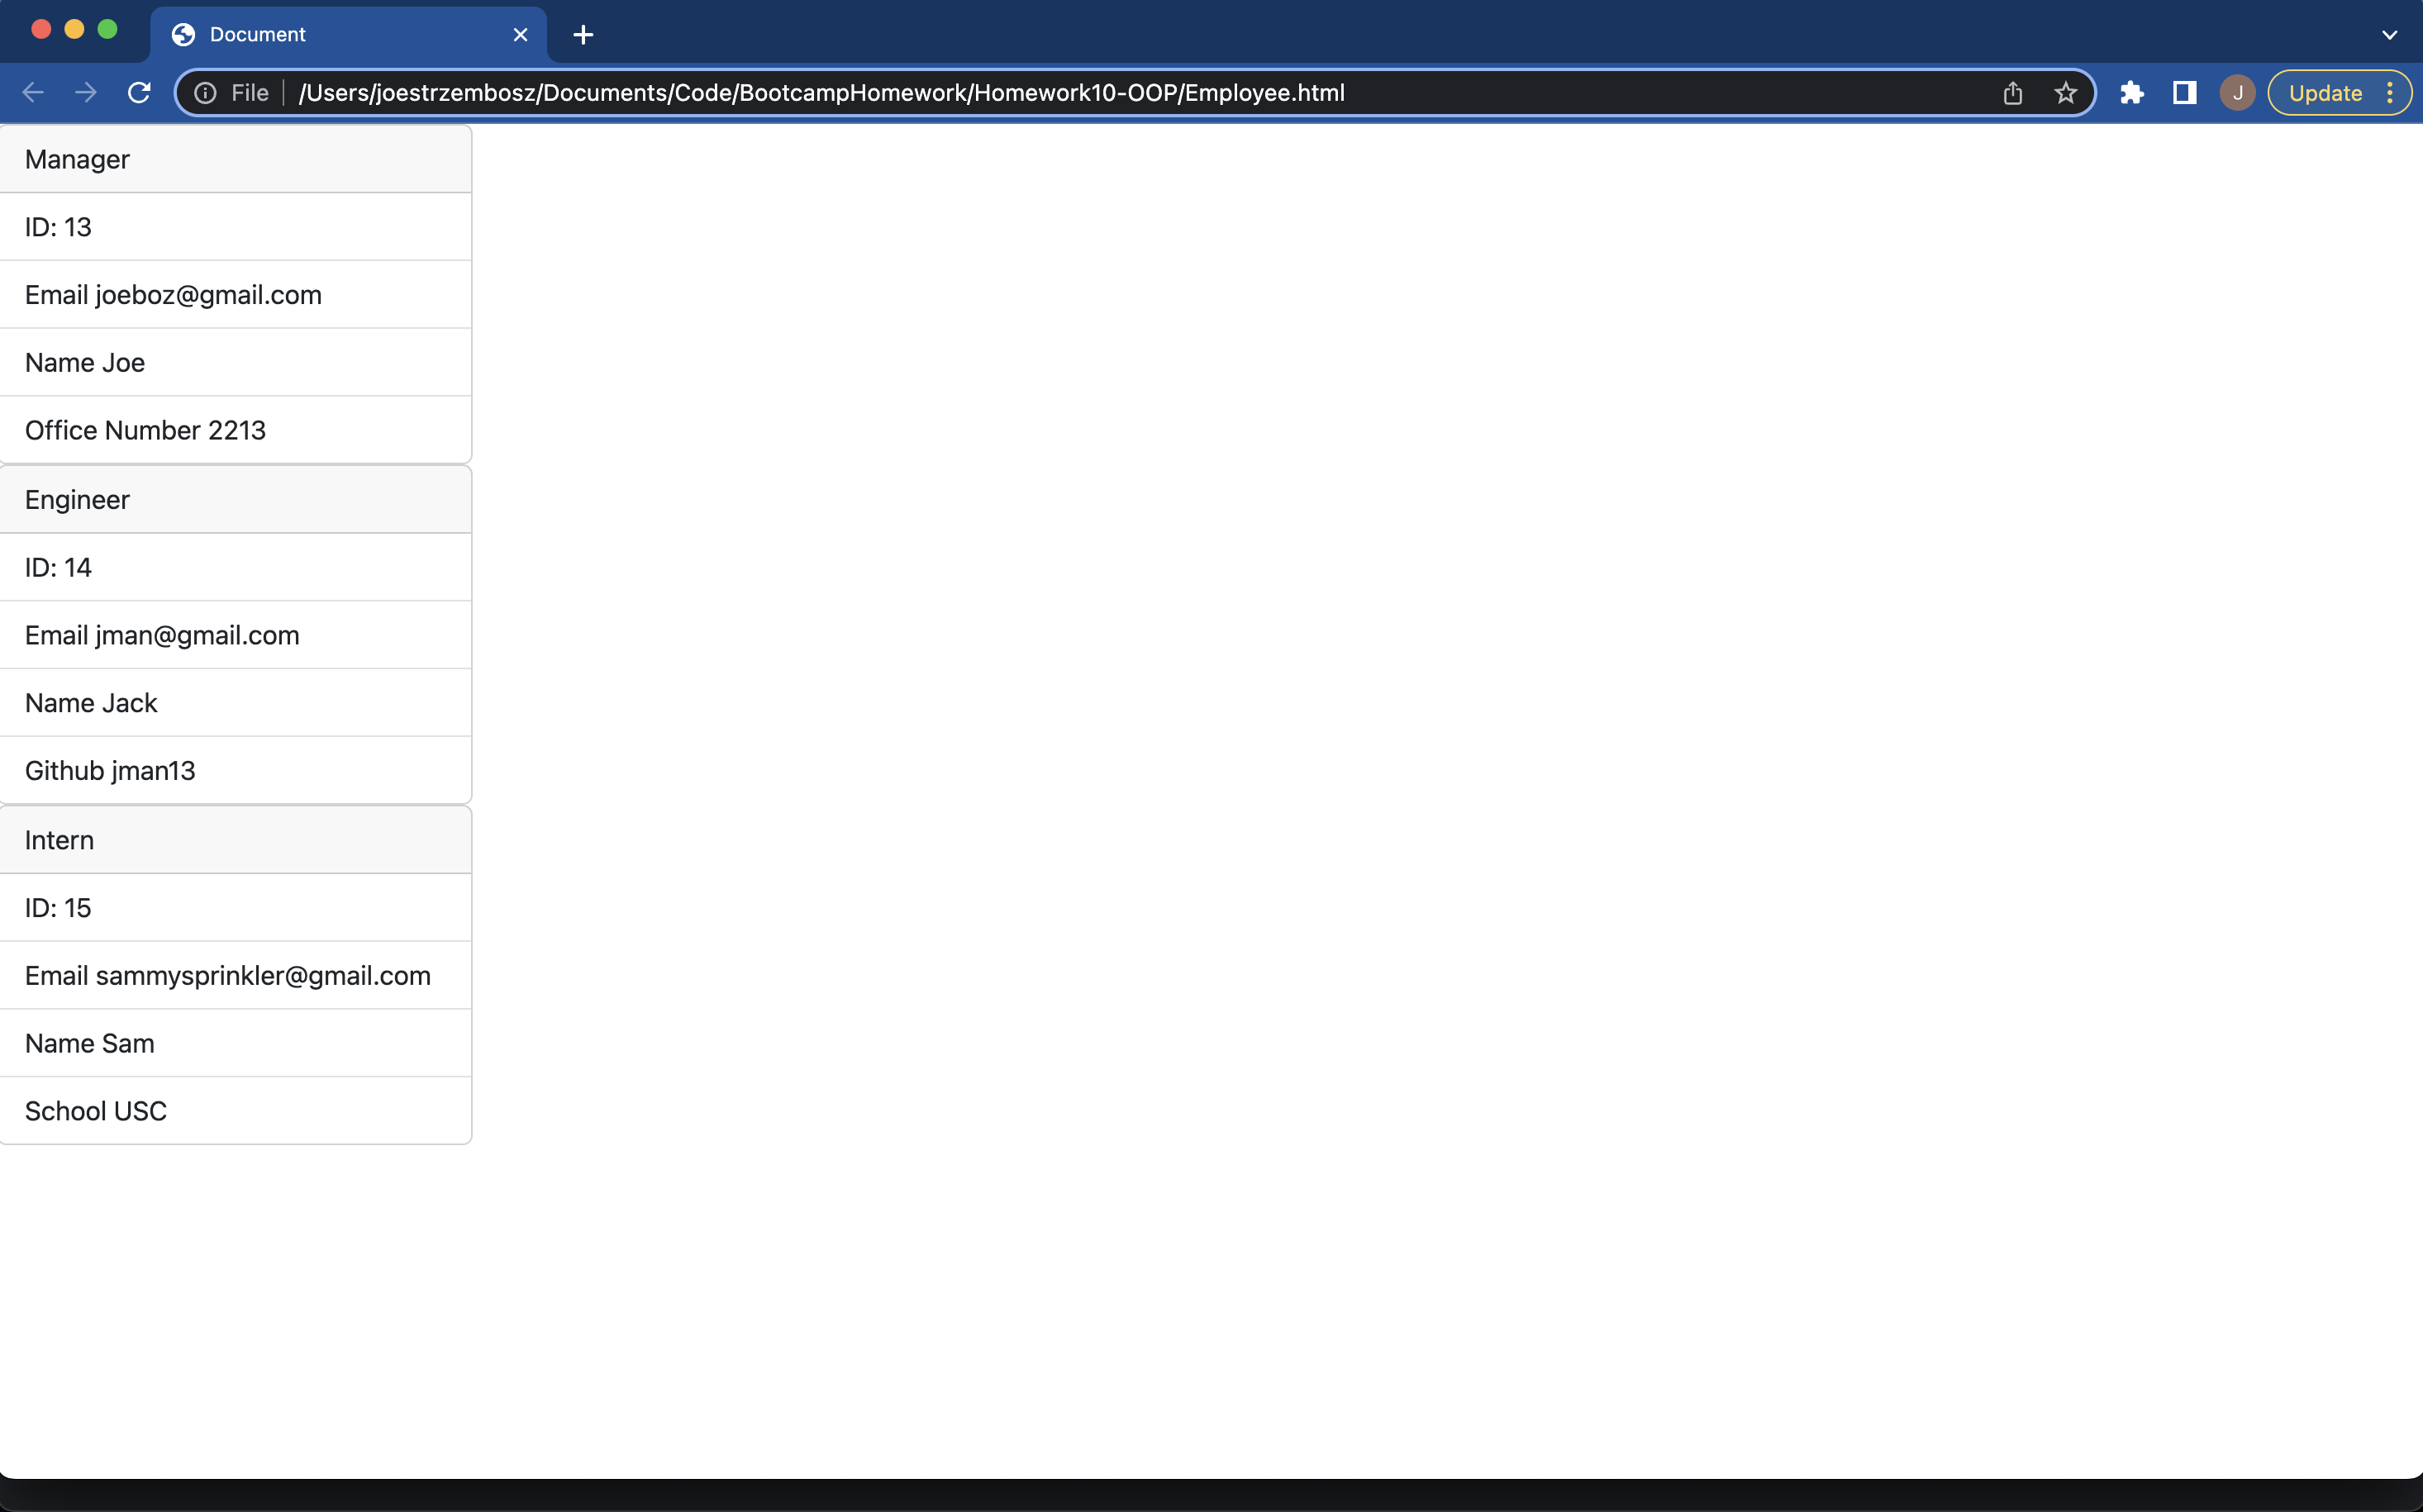 Document
File /Users/joestrzembosz/Documents/Code/BootcampHomework/Homework10-OOP/Employee.html J Update
Manager
ID: 13
Email joeboz@gmail.com
Name Joe
Office Number 2213
Engineer
ID: 14
Email jman@gmail.com
Name Jack
Github jman13
Intern
ID: 15
Email sammysprinkler@gmail.com
Name Sam
School USC